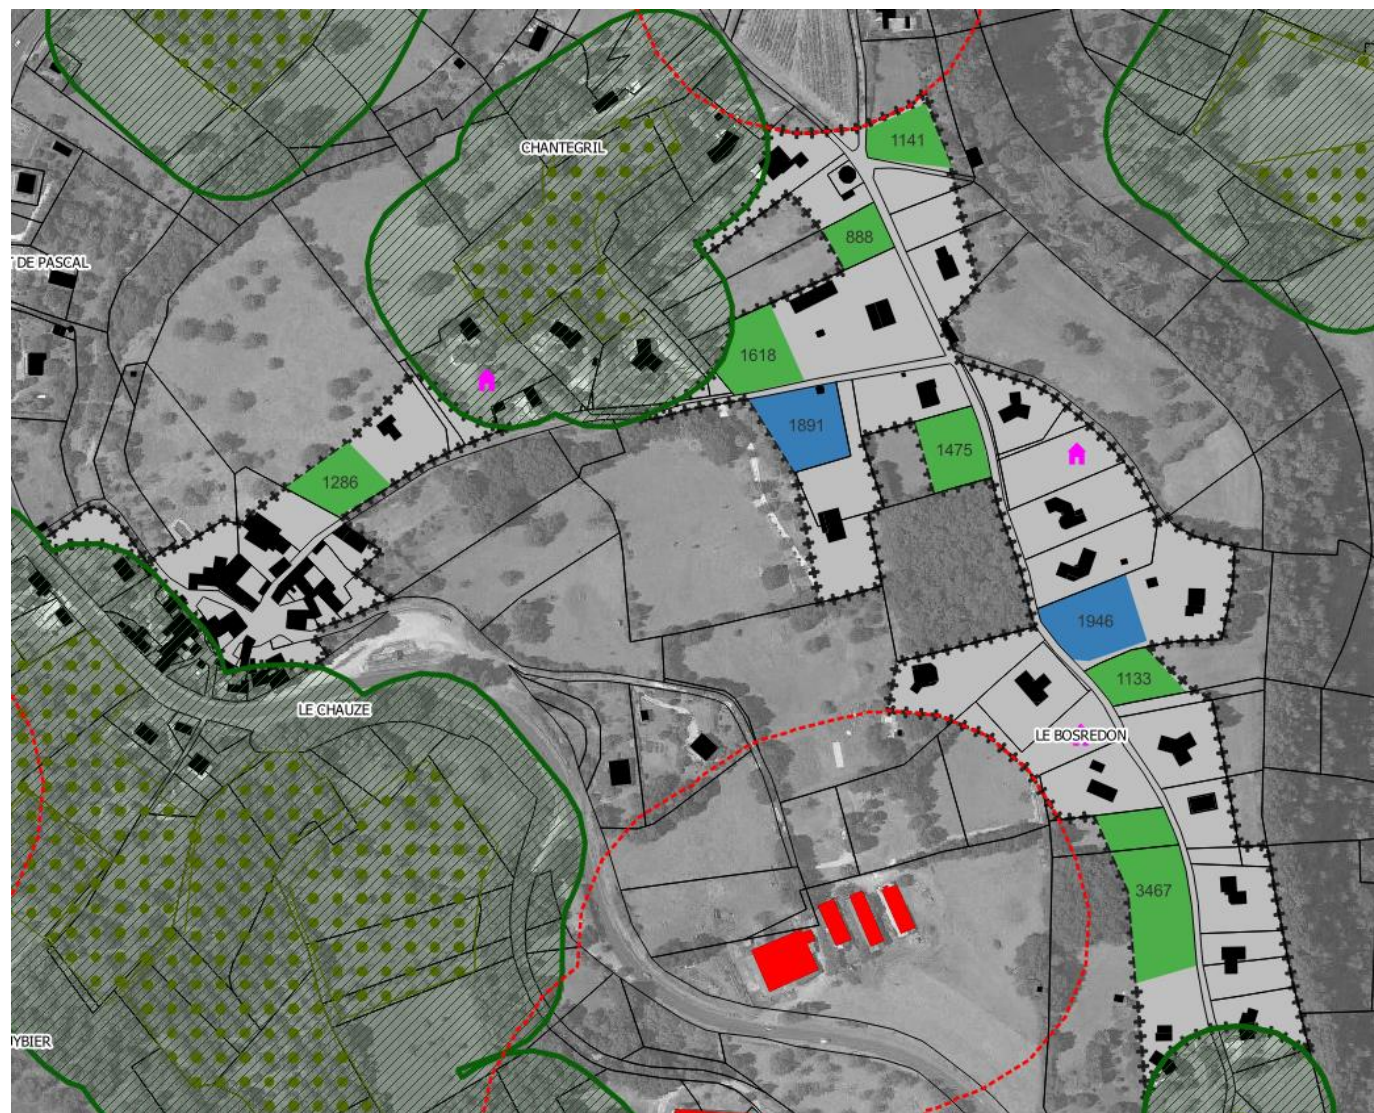 1141
CHANTEGRIL
888
DE PASCAL
1618
1891
1475
1286
1946
1133
LE CHAUZE
LE BOSREDON
3467
YBIER